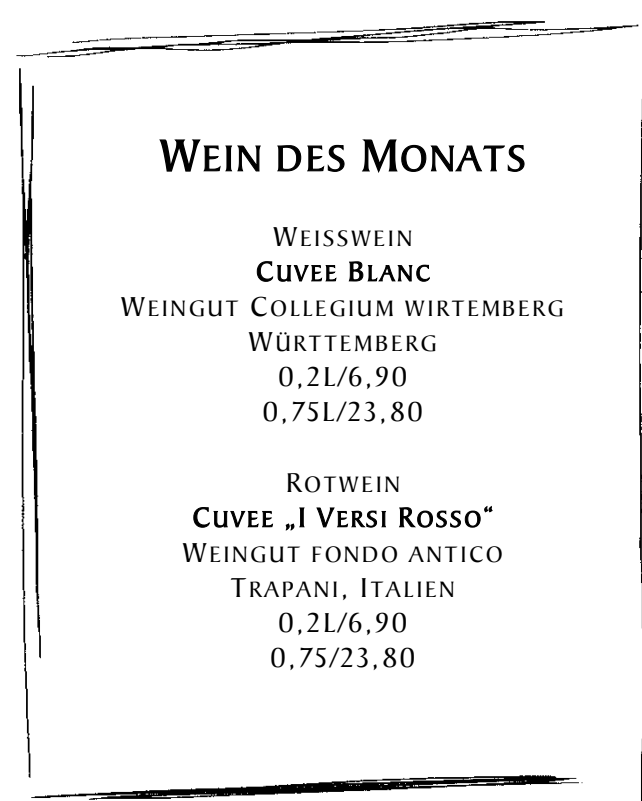 Wein des Monats
Weisswein
Cuvee Blanc
Weingut Collegium wirtemberg
Württemberg
0,2l/6,90
0,75l/23,80
Rotwein
Cuvee „I Versi Rosso“
Weingut fondo antico
Trapani, Italien
0,2l/6,90
0,75/23,80